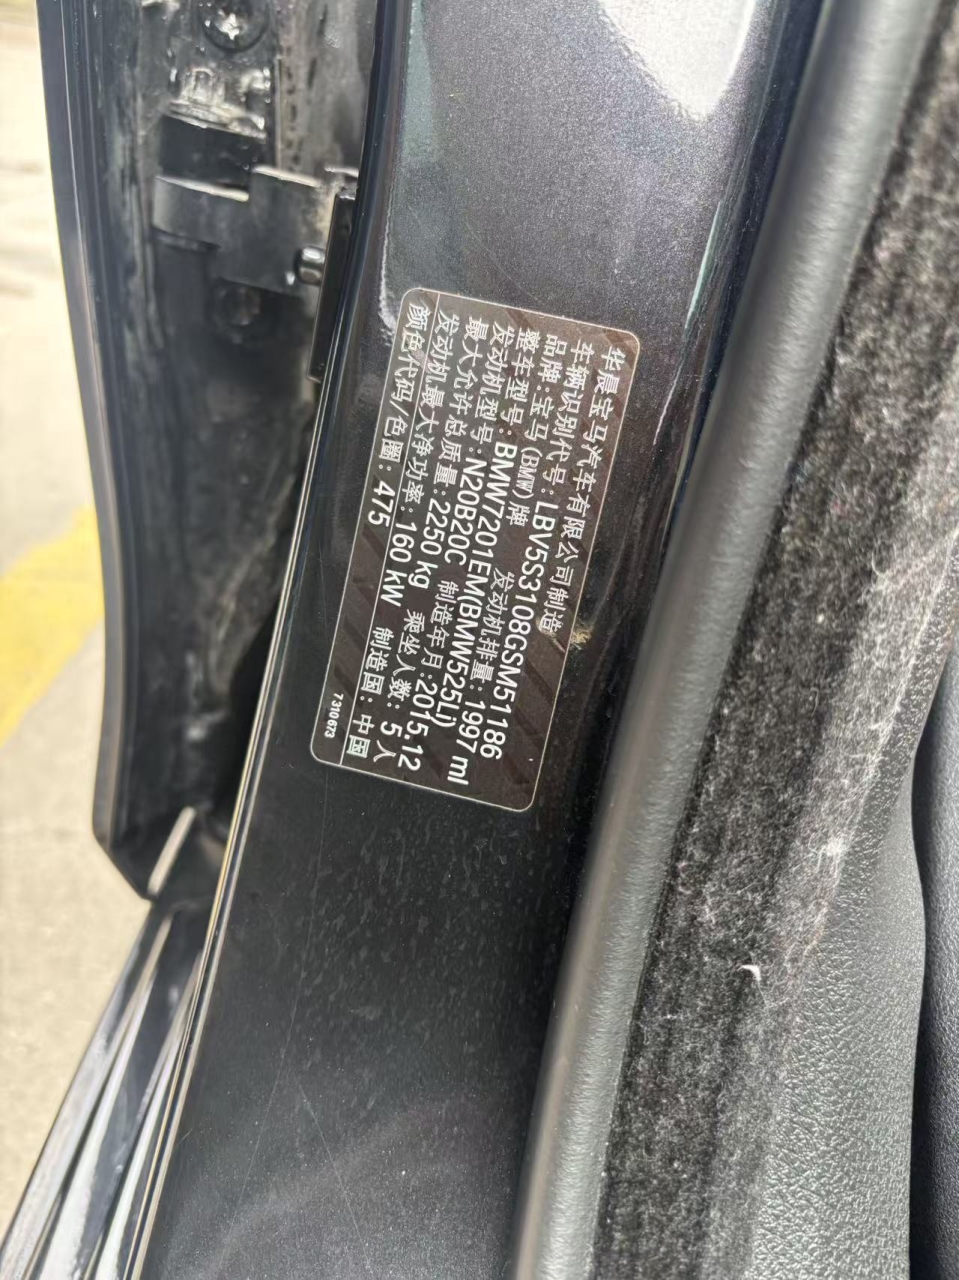 华晨宝马汽车有限公司制造
车辆识别代号:LBV5S3108GSM51186
品牌:宝马(BMW)牌 发动机排量:1997 ml
整车型号:BMW7201EMBMW525Li)
发动机型号:N20B20C 制造年月:2015.12
最大允许总质量:2250 kg 乘坐人数: 5 人
发动机最大净功率:160 kW 制造国: 中国
颜色代码/色圈: 475
7310673